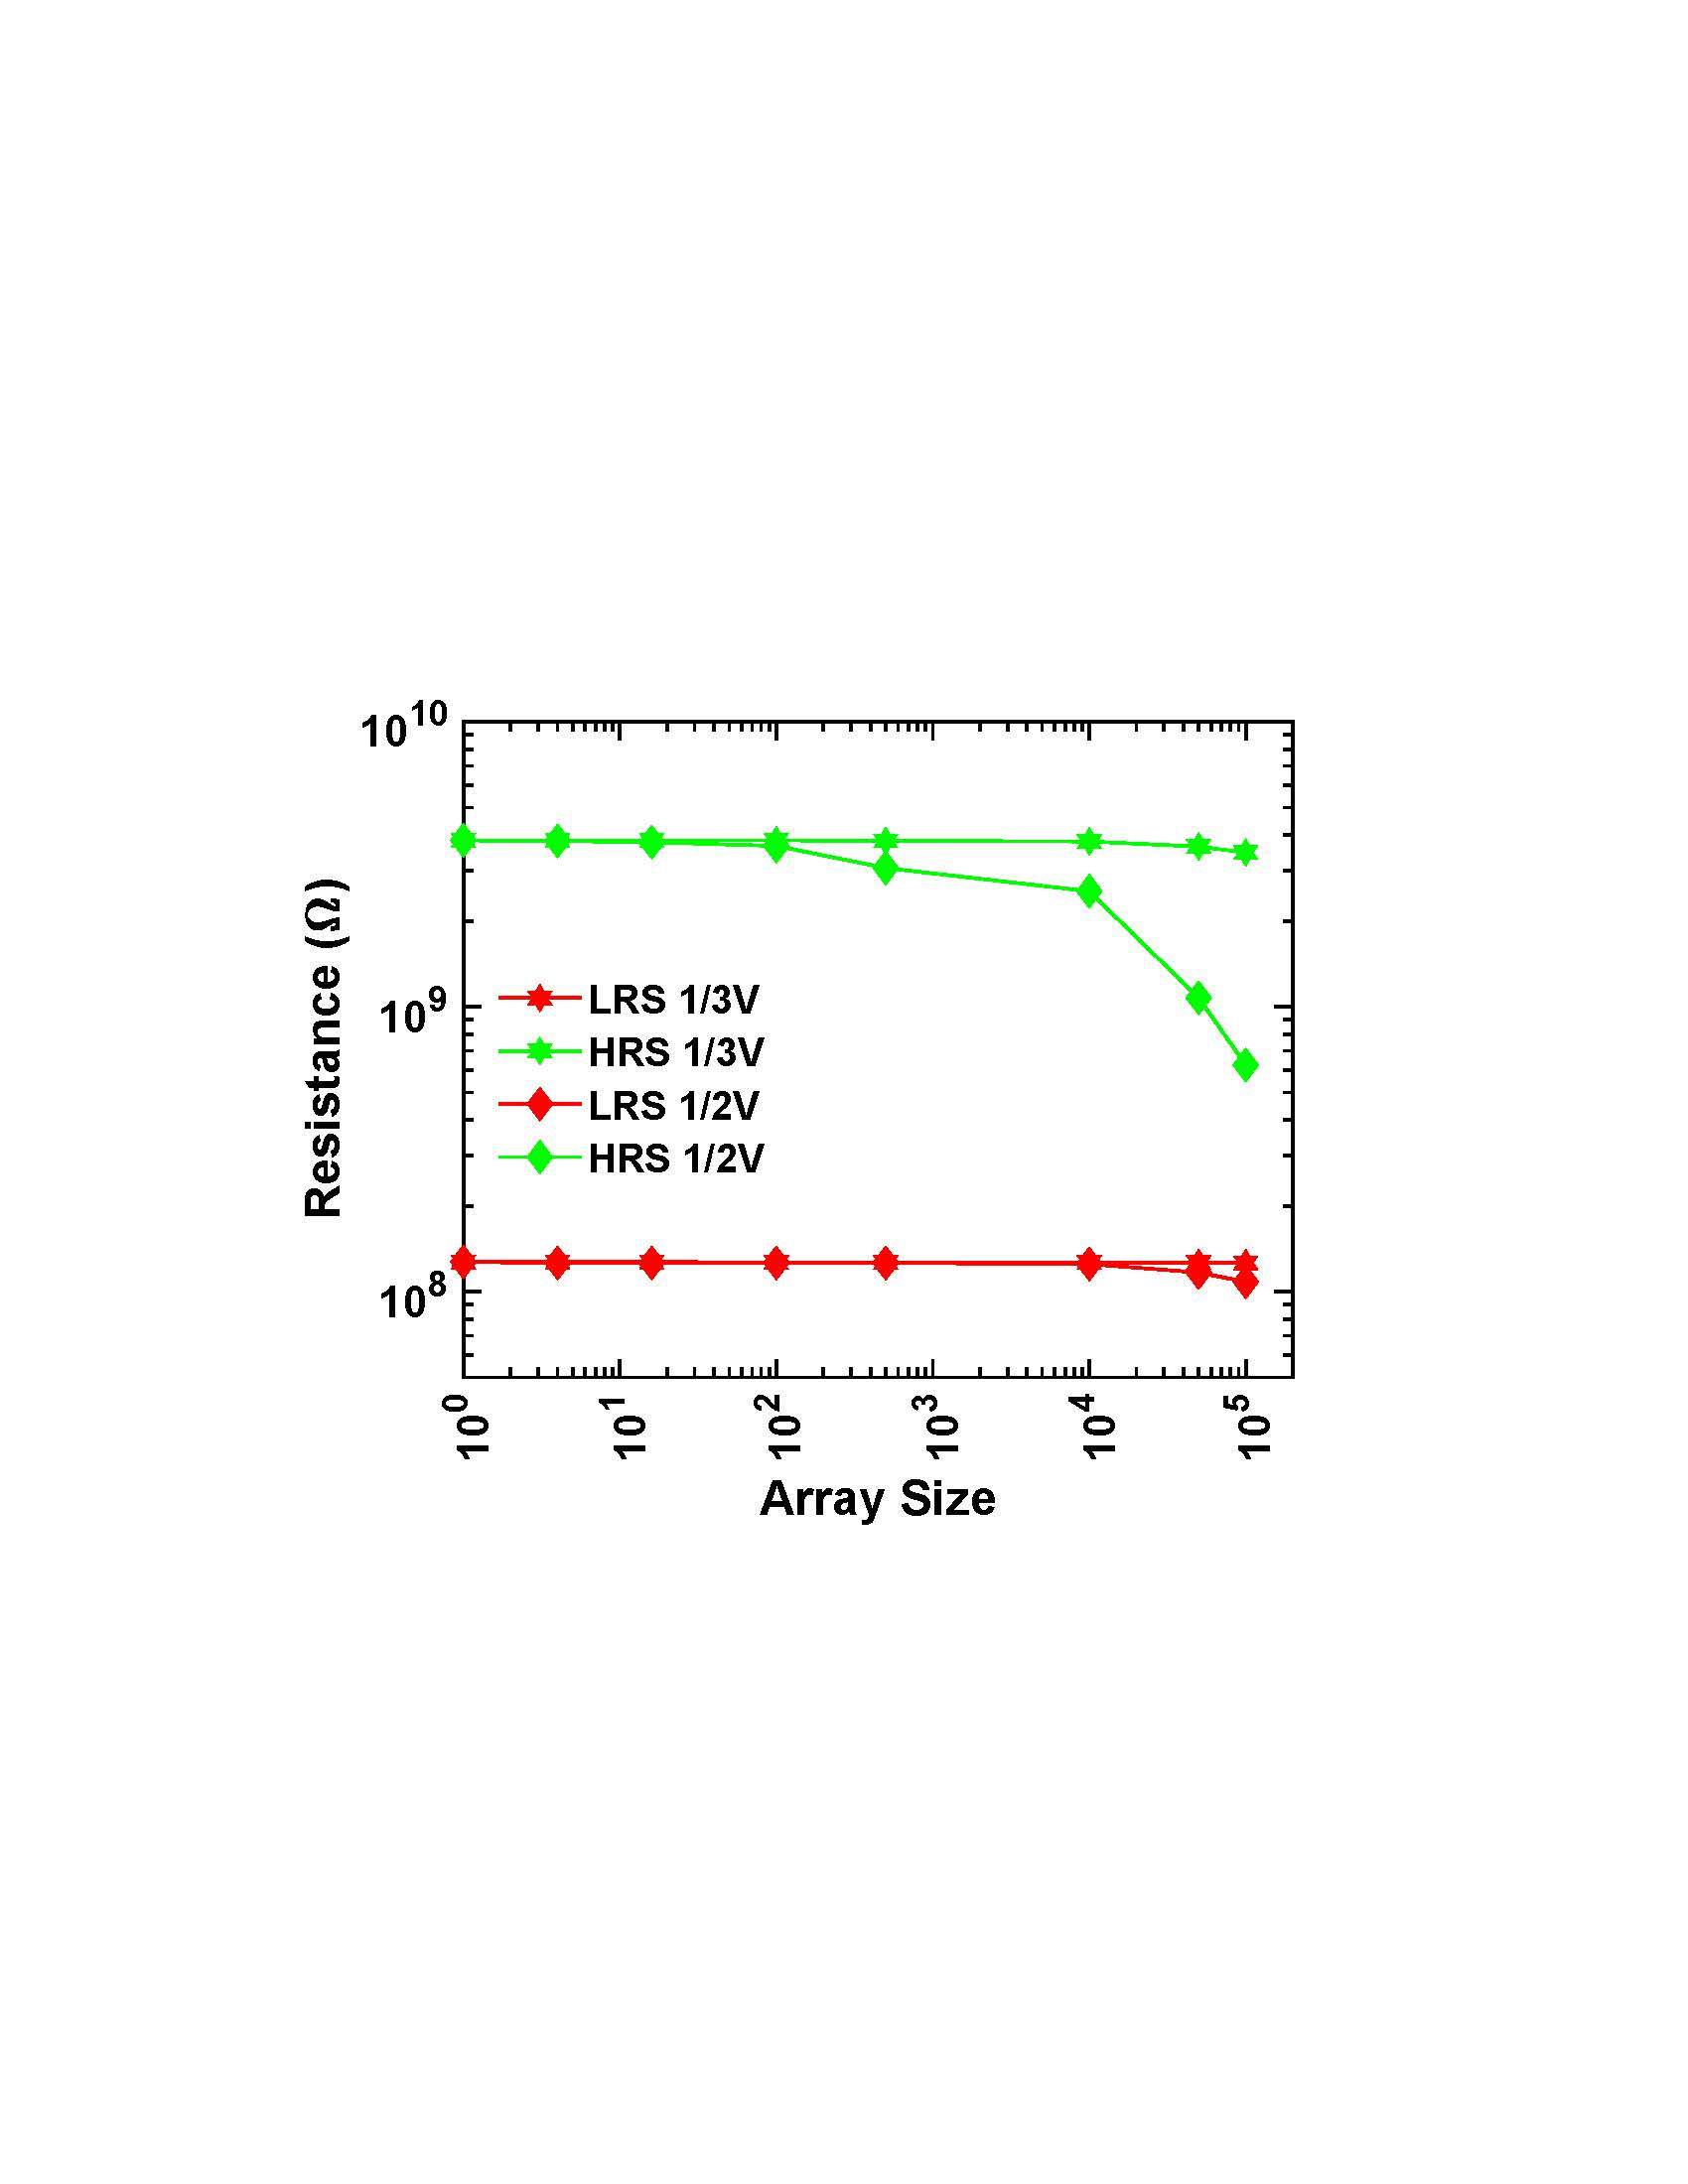 10^10
10^9
10^8
Resistance (Ω)
LRS 1/3V
HRS 1/3V
LRS 1/2V
HRS 1/2V
10^0
10^1
10^2
10^3
10^4
10^5
Array Size